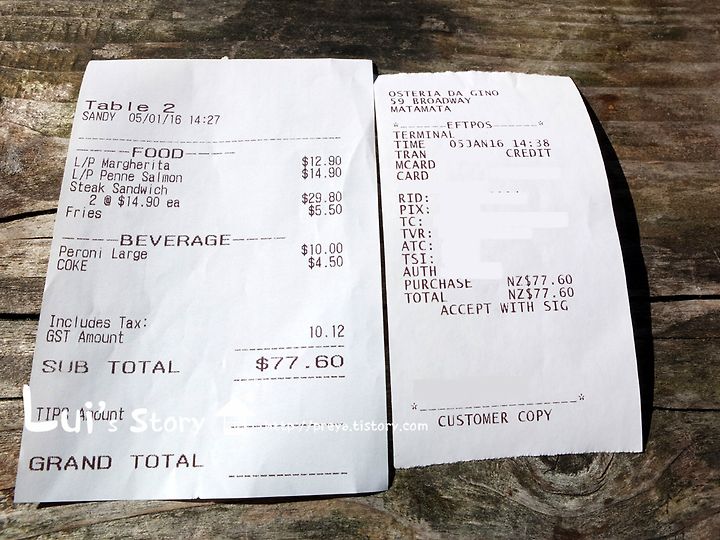 Table 2
SANDY 05/01/16 14:27
-----FOOD-----
L/P Margherita $12.90
L/P Penne Salmon $14.90
Steak Sandwich
2 @ $14.90 ea $29.80
Fries $5.50
-----BEVERAGE-----
Peroni Large $10.00
COKE $4.50
Includes Tax:
GST Amount 10.12
SUB TOTAL $77.60
TIPS Amount
GRAND TOTAL
OSTERIA DA GINO
59 BROADWAY
MATAMATA
*-------EFTPOS-------*
TERMINAL
TIME 05JAN16 14:38
TRAN CREDIT
MCARD
CARD
RID:
PIX:
TC:
TVR:
ATC:
TSI:
AUTH
PURCHASE NZ$77.60
TOTAL NZ$77.60
ACCEPT WITH SIG
*--------------------*
CUSTOMER COPY
Lui's Story